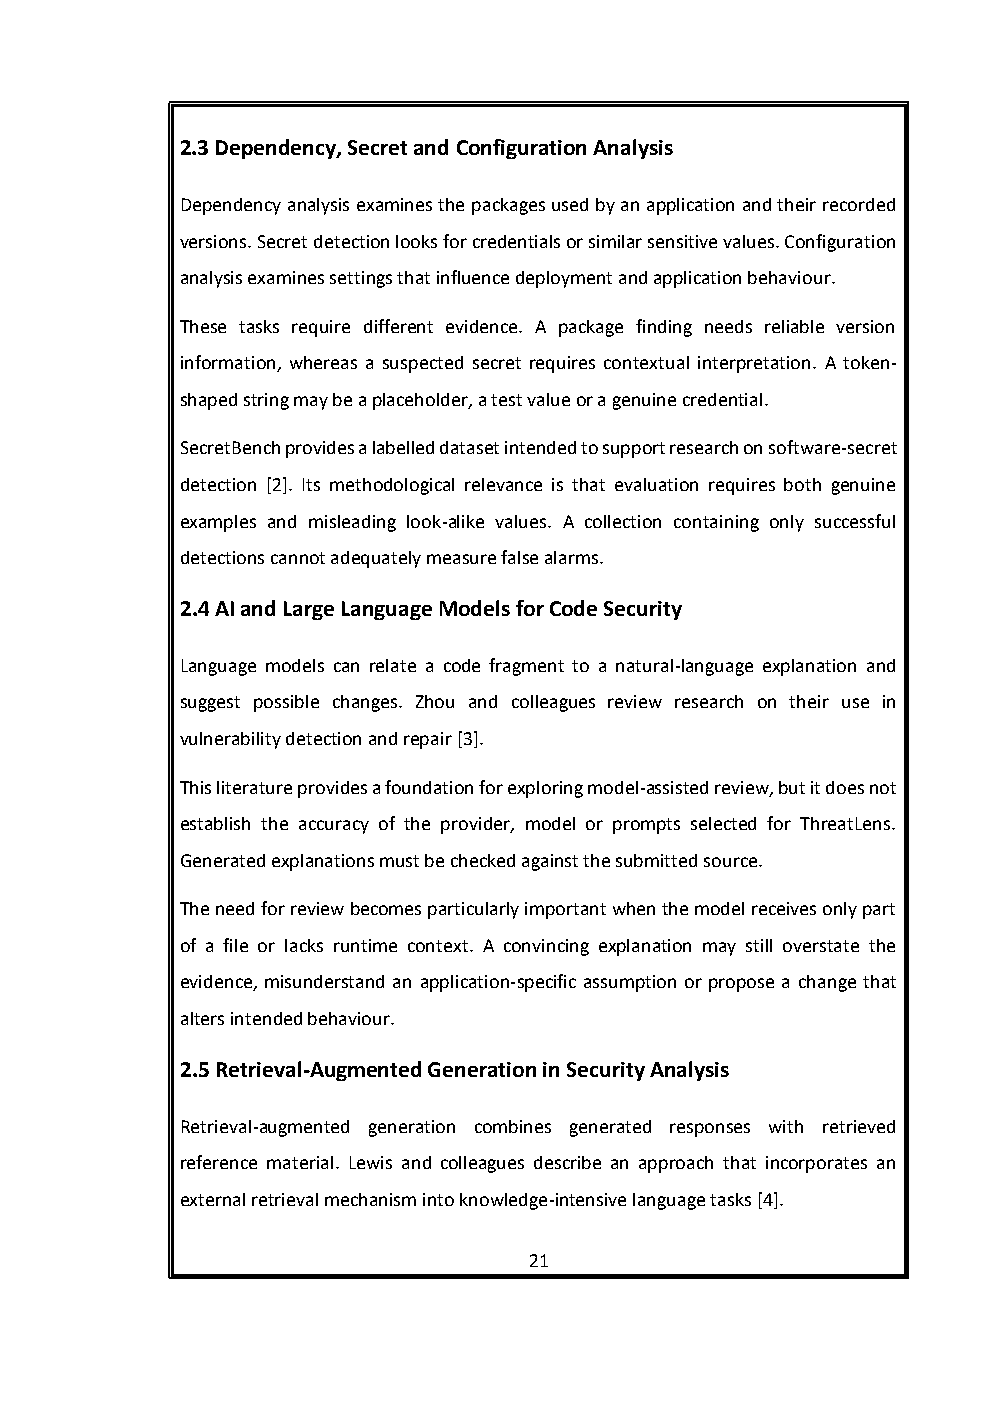 2.3 Dependency, Secret and Configuration Analysis
Dependency analysis examines the packages used by an application and their recorded
versions. Secret detection looks for credentials or similar sensitive values. Configuration
analysis examines settings that influence deployment and application behaviour.
These tasks require different evidence. A package finding needs reliable version
information, whereas a suspected secret requires contextual interpretation. A token-
shaped string may be a placeholder, a test value or a genuine credential.
SecretBench provides a labelled dataset intended to support research on software-secret
detection [2]. Its methodological relevance is that evaluation requires both genuine
examples and misleading look-alike values. A collection containing only successful
detections cannot adequately measure false alarms.
2.4 AI and Large Language Models for Code Security
Language models can relate a code fragment to a natural-language explanation and
suggest possible changes. Zhou and colleagues review research on their use in
vulnerability detection and repair [3].
This literature provides a foundation for exploring model-assisted review, but it does not
establish the accuracy of the provider, model or prompts selected for ThreatLens.
Generated explanations must be checked against the submitted source.
The need for review becomes particularly important when the model receives only part
of a file or lacks runtime context. A convincing explanation may still overstate the
evidence, misunderstand an application-specific assumption or propose a change that
alters intended behaviour.
2.5 Retrieval-Augmented Generation in Security Analysis
Retrieval-augmented generation combines generated responses with retrieved
reference material. Lewis and colleagues describe an approach that incorporates an
external retrieval mechanism into knowledge-intensive language tasks [4].
21